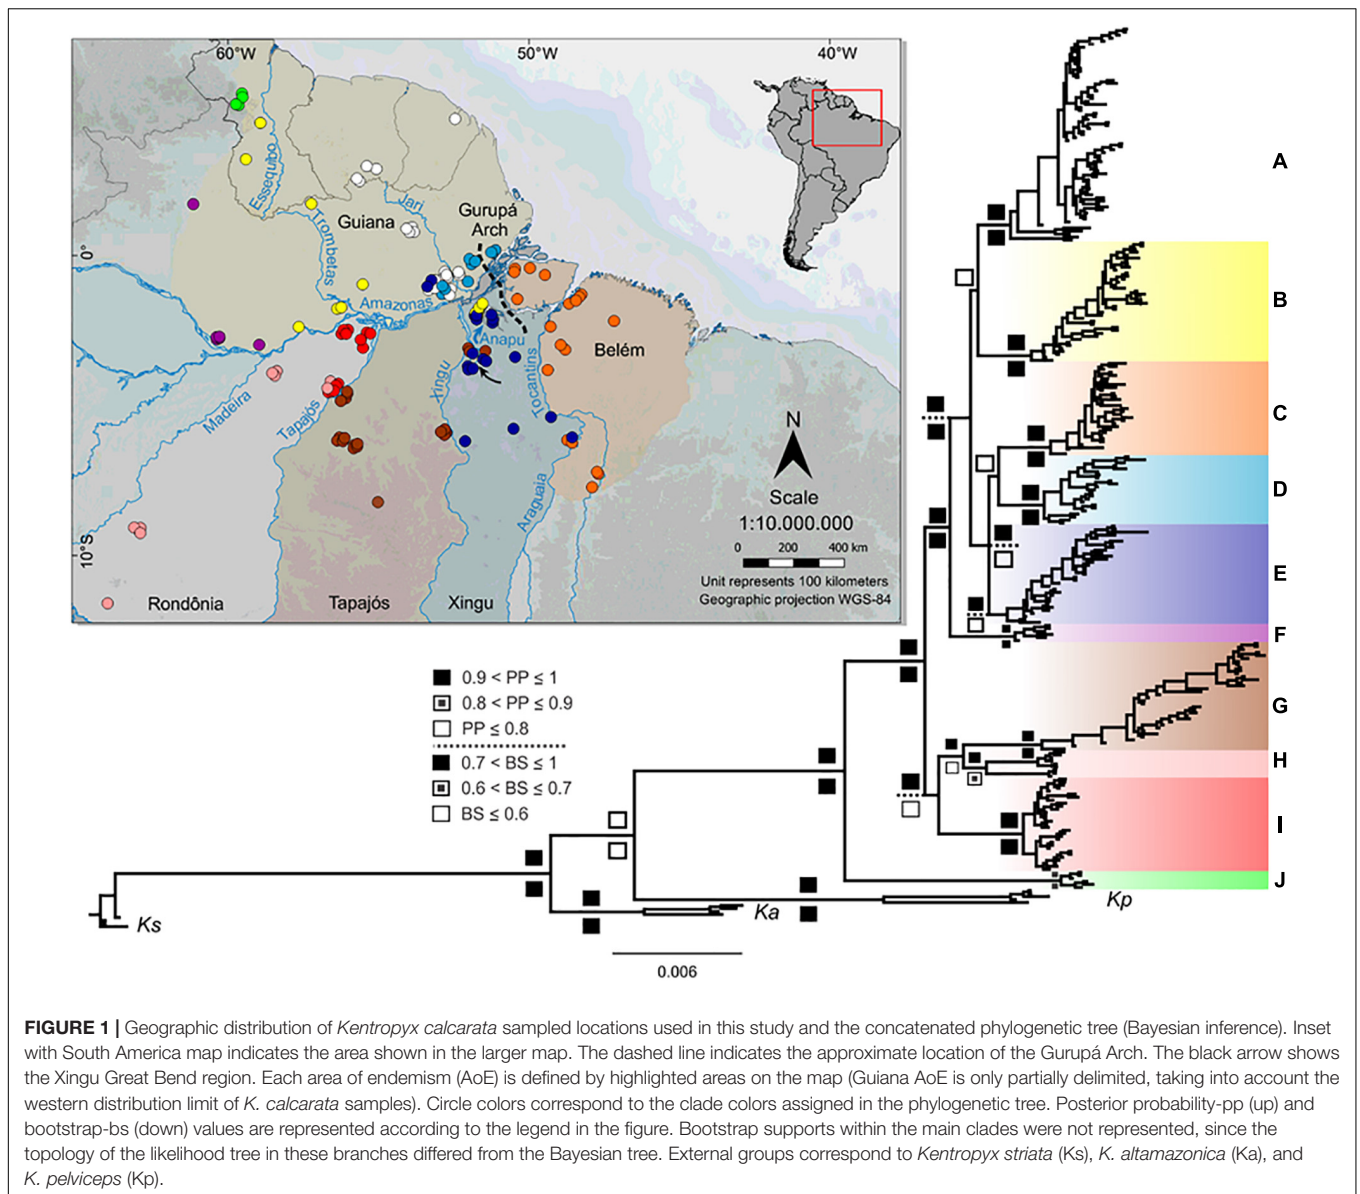 60°W
50°W
40°W
0°
10°S
Essequibo
Trombetas
Jari
Guiana
Gurupá
Arch
Amazonas
Anapu
Belém
Xingu
Tocantins
Madeira
Tapajós
Araguaia
Rondônia
Tapajós
Xingu
N
Scale
1:10.000.000
0 200 400 km
Unit represents 100 kilometers
Geographic projection WGS-84
A
B
C
D
E
F
G
H
I
J
0.9 < PP ≤ 1
0.8 < PP ≤ 0.9
PP ≤ 0.8
0.7 < BS ≤ 1
0.6 < BS ≤ 0.7
BS ≤ 0.6
Ks
Ka
Kp
0.006
FIGURE 1 | Geographic distribution of Kentropyx calcarata sampled locations used in this study and the concatenated phylogenetic tree (Bayesian inference). Inset
with South America map indicates the area shown in the larger map. The dashed line indicates the approximate location of the Gurupá Arch. The black arrow shows
the Xingu Great Bend region. Each area of endemism (AoE) is defined by highlighted areas on the map (Guiana AoE is only partially delimited, taking into account the
western distribution limit of K. calcarata samples). Circle colors correspond to the clade colors assigned in the phylogenetic tree. Posterior probability-pp (up) and
bootstrap-bs (down) values are represented according to the legend in the figure. Bootstrap supports within the main clades were not represented, since the
topology of the likelihood tree in these branches differed from the Bayesian tree. External groups correspond to Kentropyx striata (Ks), K. altamazonica (Ka), and
K. pelviceps (Kp).